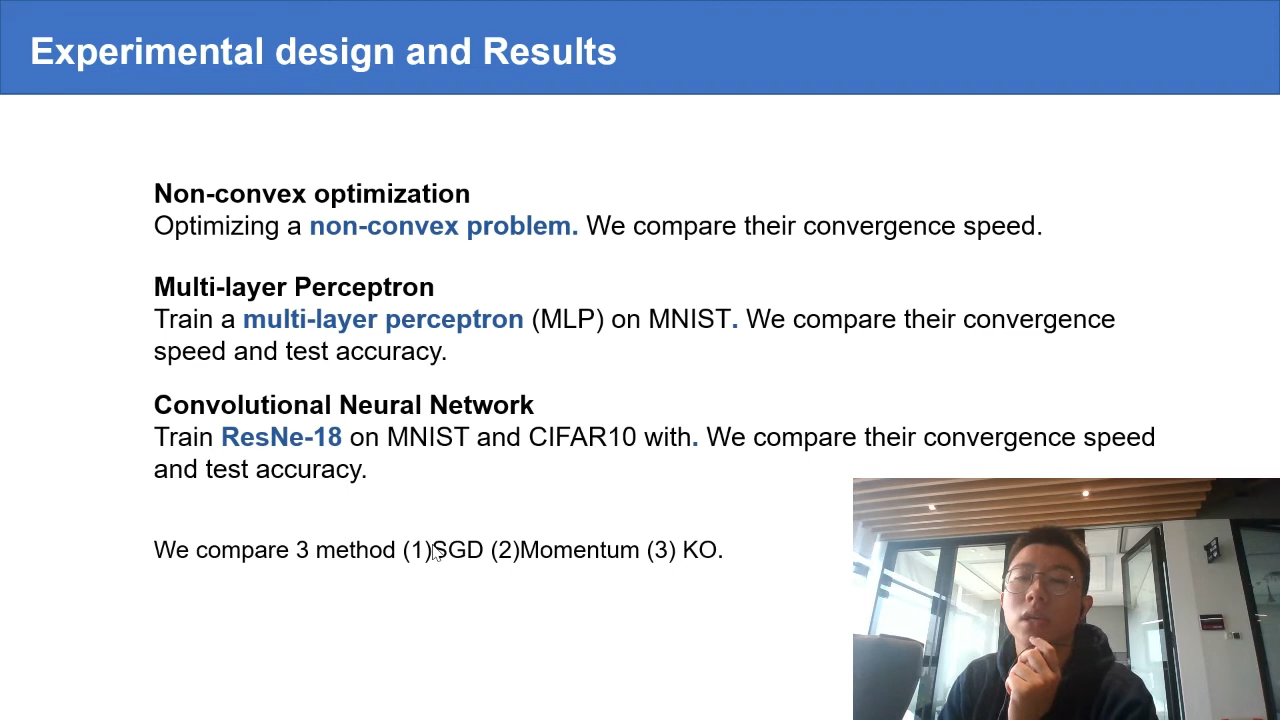 Experimental design and Results
Non-convex optimization
Optimizing a non-convex problem. We compare their convergence speed.
Multi-layer Perceptron
Train a multi-layer perceptron (MLP) on MNIST. We compare their convergence
speed and test accuracy.
Convolutional Neural Network
Train ResNe-18 on MNIST and CIFAR10 with. We compare their convergence speed
and test accuracy.
We compare 3 method (1)SGD (2)Momentum (3) KO.